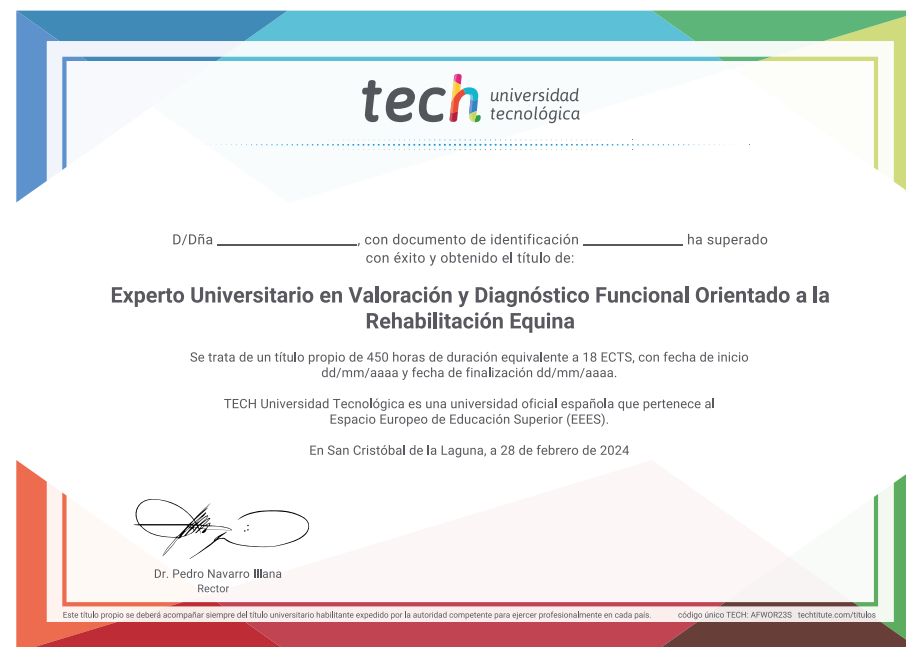 tech universidad
tecnológica
D/Dña ____________________, con documento de identificación ______________ ha superado
con éxito y obtenido el título de:
Experto Universitario en Valoración y Diagnóstico Funcional Orientado a la
Rehabilitación Equina
Se trata de un título propio de 450 horas de duración equivalente a 18 ECTS, con fecha de inicio
dd/mm/aaaa y fecha de finalización dd/mm/aaaa.
TECH Universidad Tecnológica es una universidad oficial española que pertenece al
Espacio Europeo de Educación Superior (EEES).
En San Cristóbal de la Laguna, a 28 de febrero de 2024
Dr. Pedro Navarro Illana
Rector
Este título propio se deberá acompañar siempre del título universitario habilitante expedido por la autoridad competente para ejercer profesionalmente en cada país. código único TECH: AFWOR23S techtitute.com/titulos